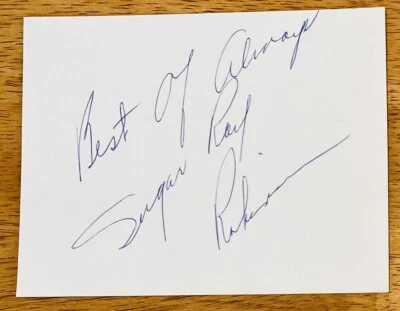 Best Of Always
Sugar Ray
Robinson